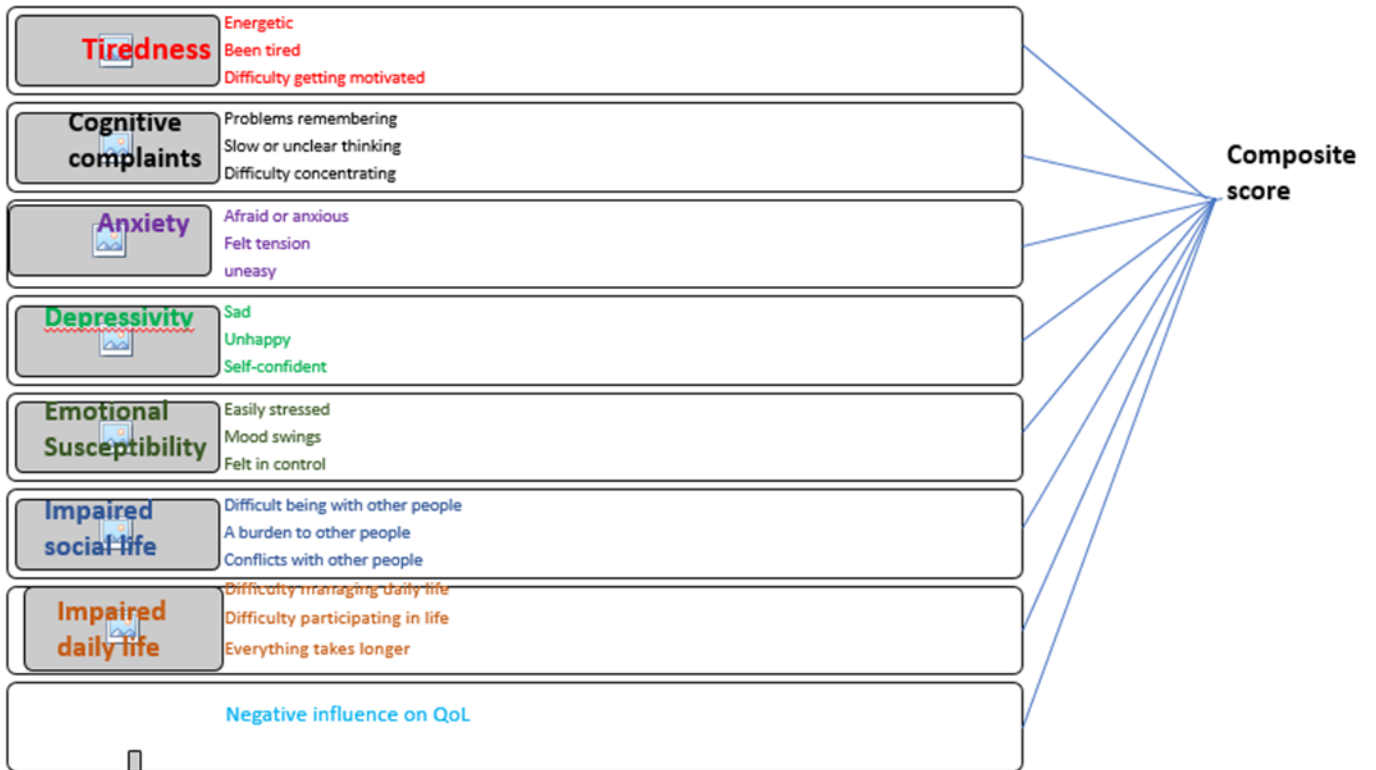 Tiredness
Energetic
Been tired
Difficulty getting motivated
Cognitive
complaints
Problems remembering
Slow or unclear thinking
Difficulty concentrating
Anxiety
Afraid or anxious
Felt tension
uneasy
Depressivity
Sad
Unhappy
Self-confident
Emotional
Susceptibility
Easily stressed
Mood swings
Felt in control
Impaired
social life
Difficult being with other people
A burden to other people
Conflicts with other people
Impaired
daily life
Difficulty managing daily life
Difficulty participating in life
Everything takes longer
Negative influence on QoL
Composite
score